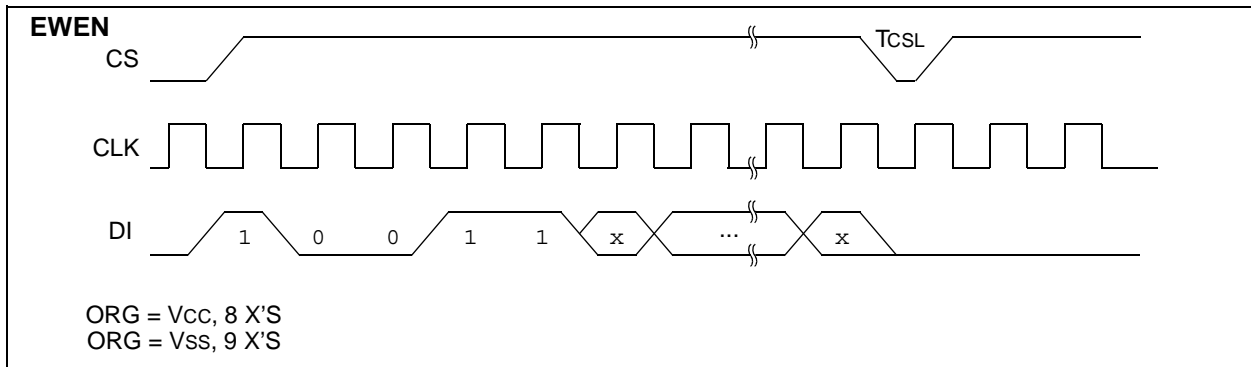 EWEN
CS TCSL
CLK
DI 1 0 0 1 1 x ... x
ORG = VCC, 8 X'S
ORG = VSS, 9 X'S